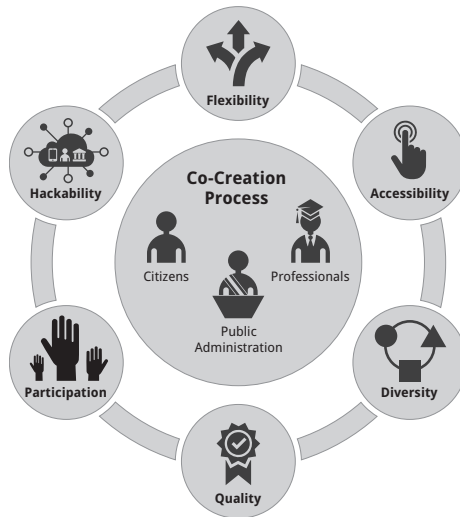 Flexibility
Hackability
Accessibility
Co-Creation
Process
Citizens
Professionals
Public
Administration
Participation
Diversity
Quality